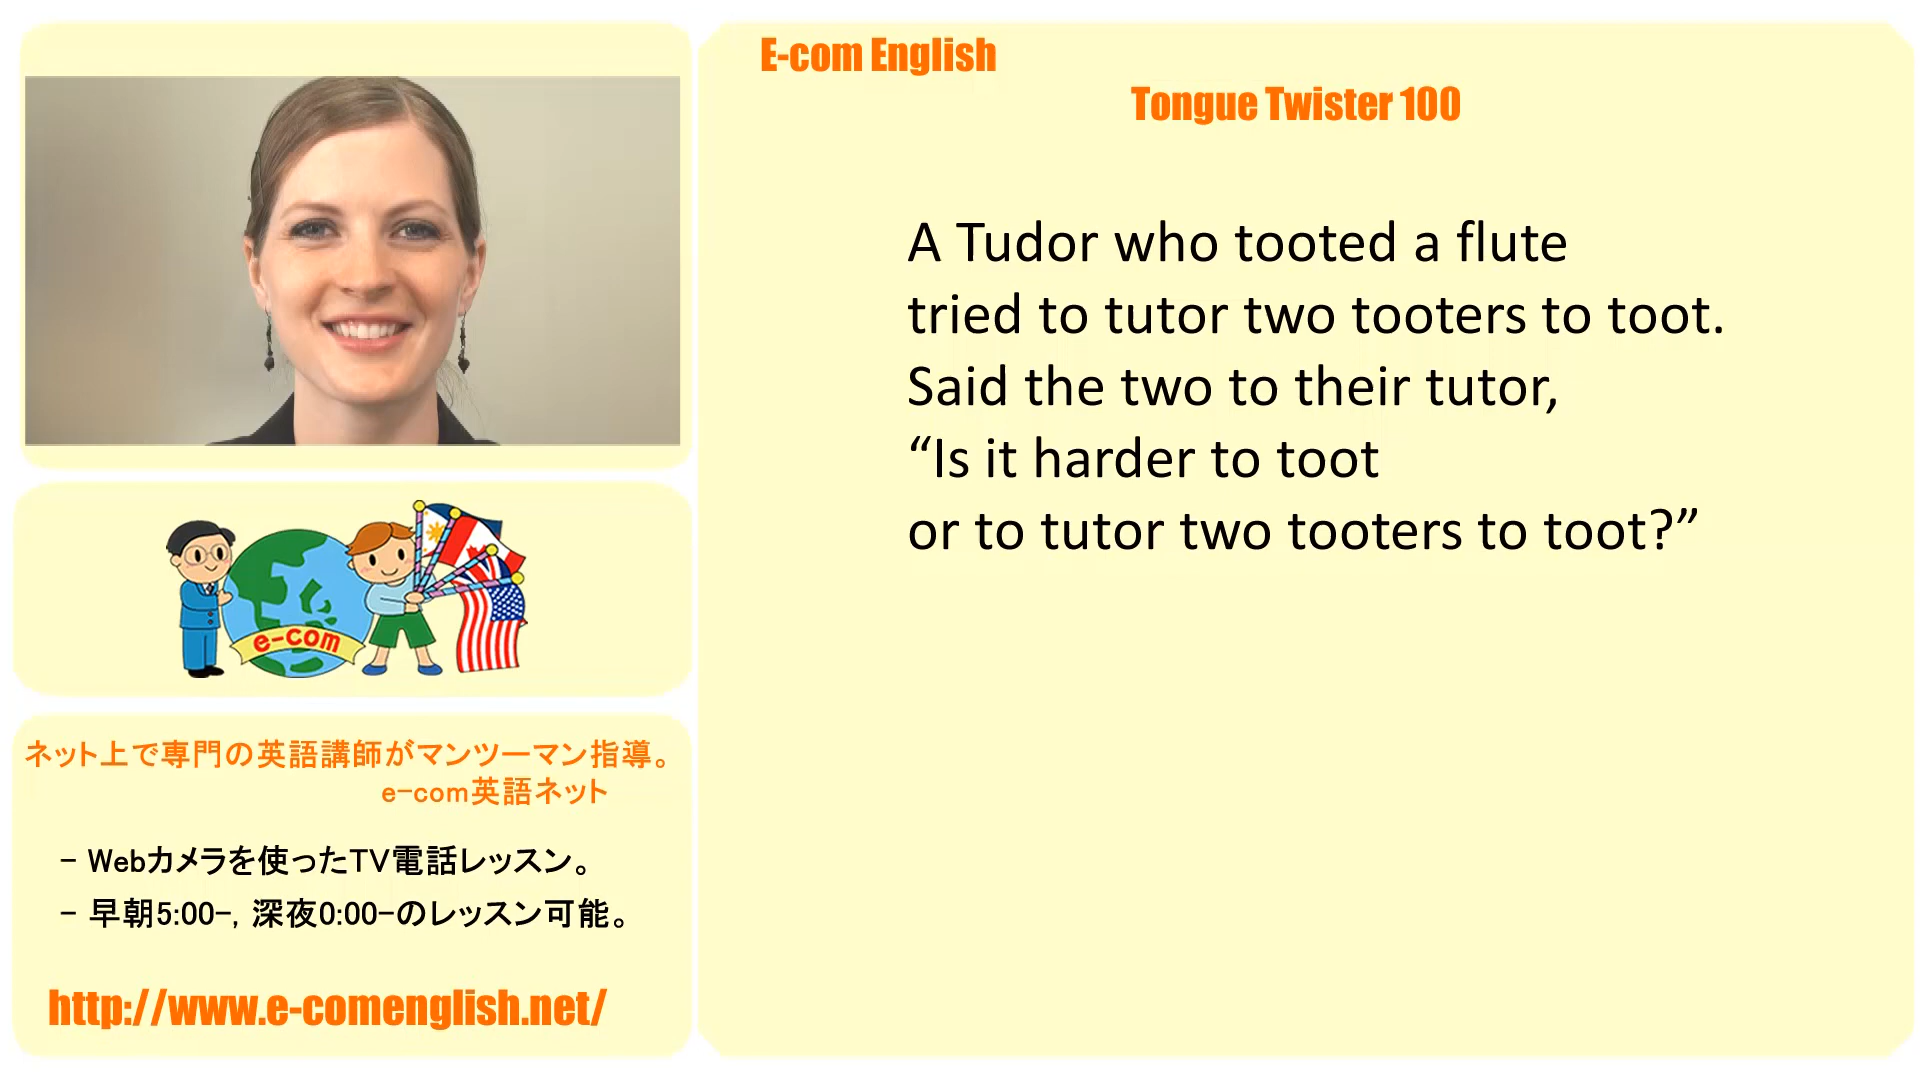 E-com English
Tongue Twister 100
A Tudor who tooted a flute
tried to tutor two tooters to toot.
Said the two to their tutor,
“Is it harder to toot
or to tutor two tooters to toot?”
e-com
ネット上で専門の英語講師がマンツーマン指導。
e-com英語ネット
- Webカメラを使ったTV電話レッスン。
- 早朝5:00-, 深夜0:00-のレッスン可能。
http://www.e-comenglish.net/